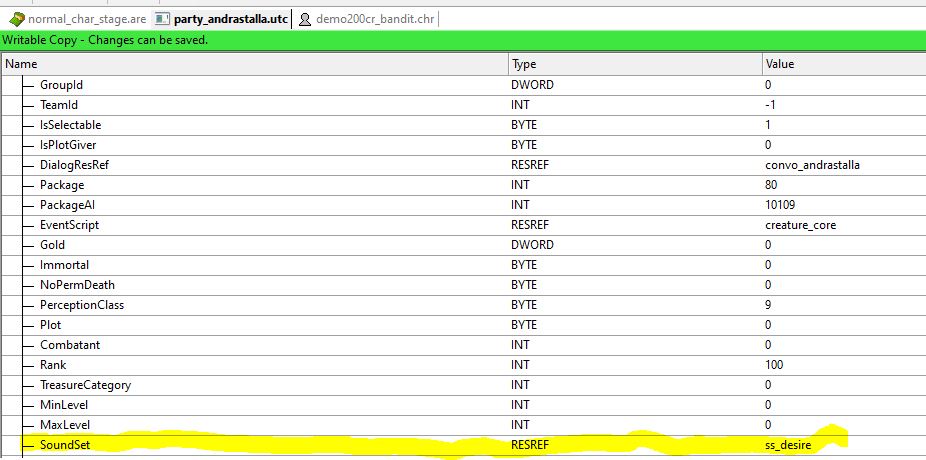 normal_char_stage.are party_andrastalla.utc demo200cr_bandit.chr
Writable Copy - Changes can be saved.
Name Type Value
GroupId DWORD 0
TeamId INT -1
IsSelectable BYTE 1
IsPlotGiver BYTE 0
DialogResRef RESREF convo_andrastalla
Package INT 80
PackageAI INT 10109
EventScript RESREF creature_core
Gold DWORD 0
Immortal BYTE 0
NoPermDeath BYTE 0
PerceptionClass BYTE 9
Plot BYTE 0
Combatant INT 0
Rank INT 100
TreasureCategory INT 0
MinLevel INT 0
MaxLevel INT 0
SoundSet RESREF ss_desire